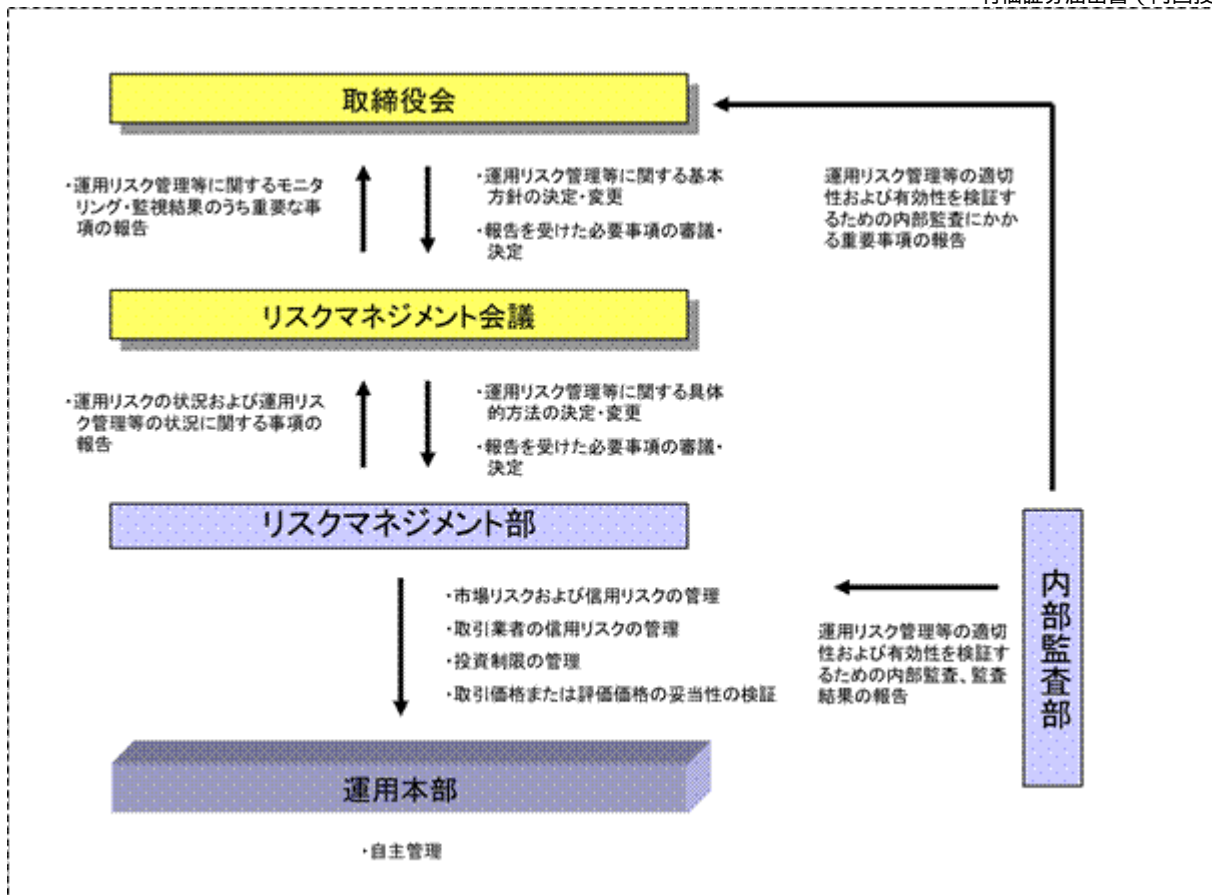 取締役会
・運用リスク管理等に関するモニタ
リング・監視結果のうち重要な事
項の報告
・運用リスク管理等に関する基本
方針の決定・変更
・報告を受けた必要事項の審議・
決定
運用リスク管理等の適切
性および有効性を検証す
るための内部監査にかか
る重要事項の報告
リスクマネジメント会議
・運用リスクの状況および運用リス
ク管理等の状況に関する事項の
報告
・運用リスク管理等に関する具体
的方法の決定・変更
・報告を受けた必要事項の審議・
決定
リスクマネジメント部
・市場リスクおよび信用リスクの管理
・取引業者の信用リスクの管理
・投資制限の管理
・取引価格または評価価格の妥当性の検証
運用リスク管理等の適切
性および有効性を検証す
るための内部監査、監査
結果の報告
内部監査部
運用本部
・自主管理